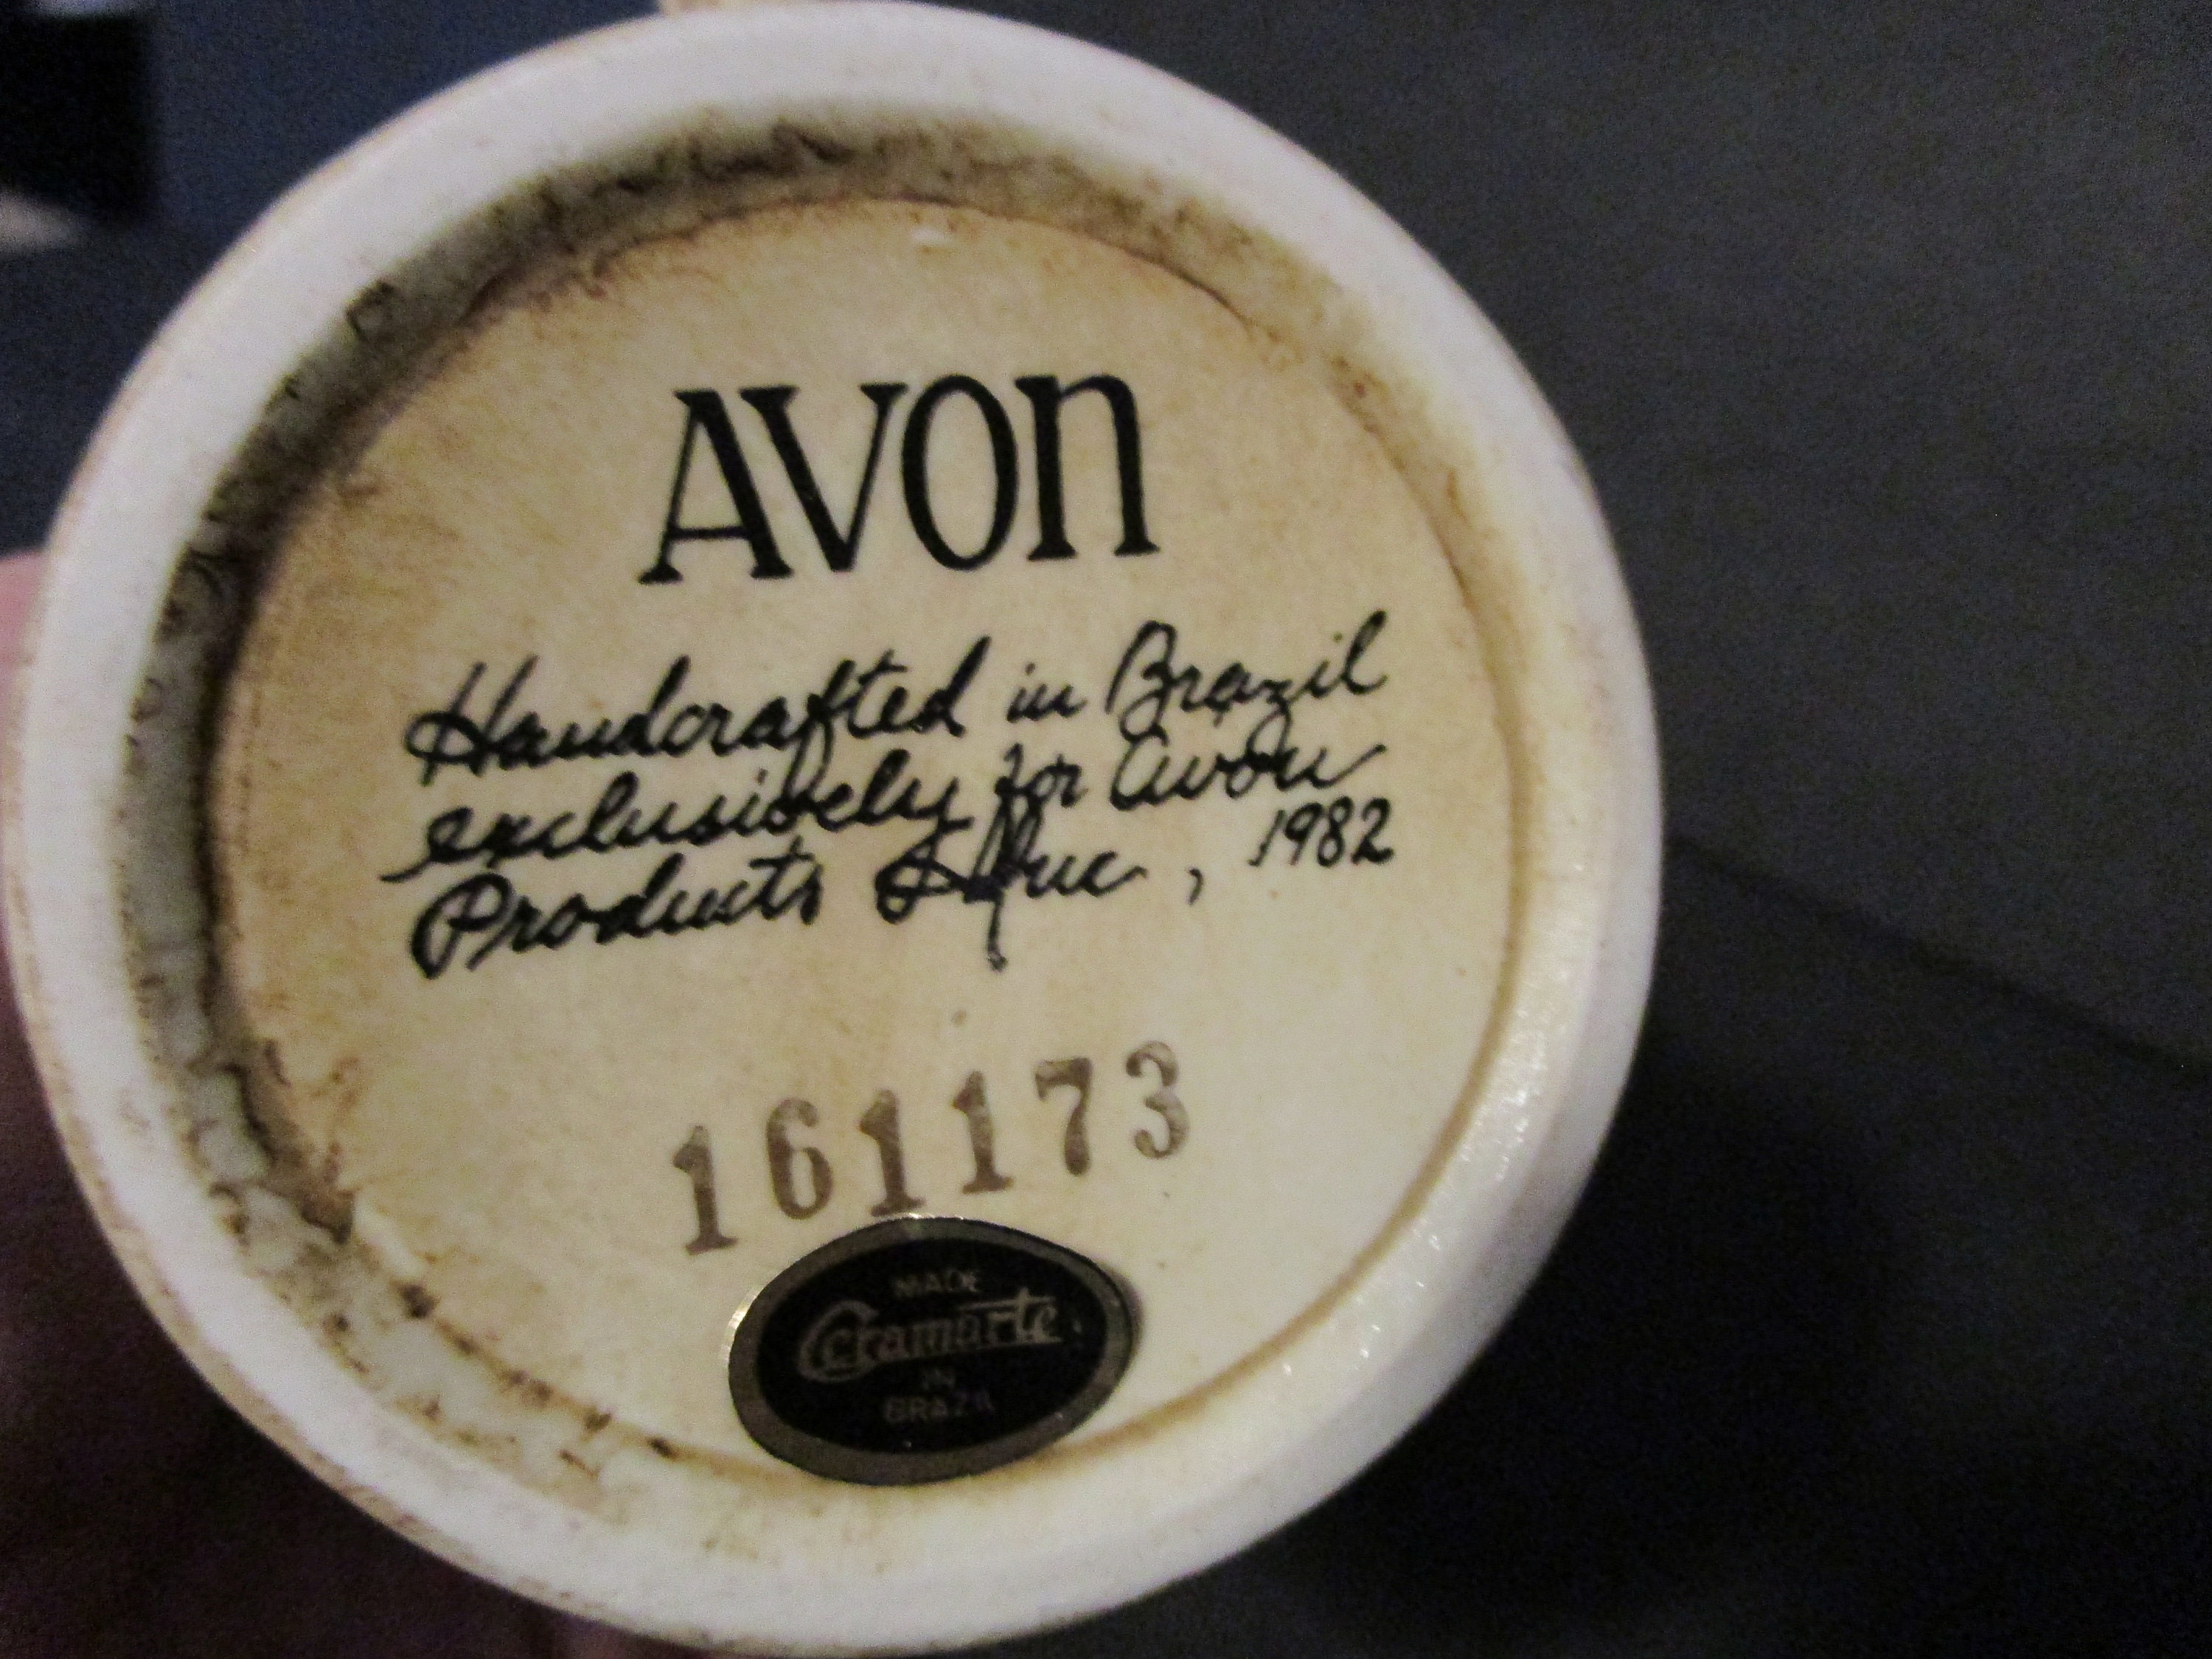 AVON
Handcrafted in Brazil
exclusively for Avon
Products Inc , 1982
161173
MADE
Ceramarte
IN
BRAZIL